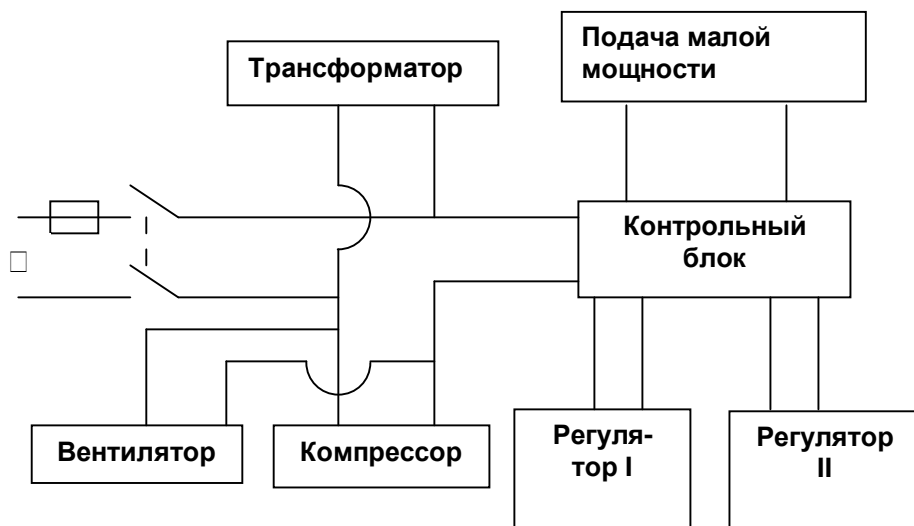 Подача малой
мощности
Трансформатор
Контрольный
блок
Вентилятор
Компрессор
Регуля-
тор I
Регулятор
II